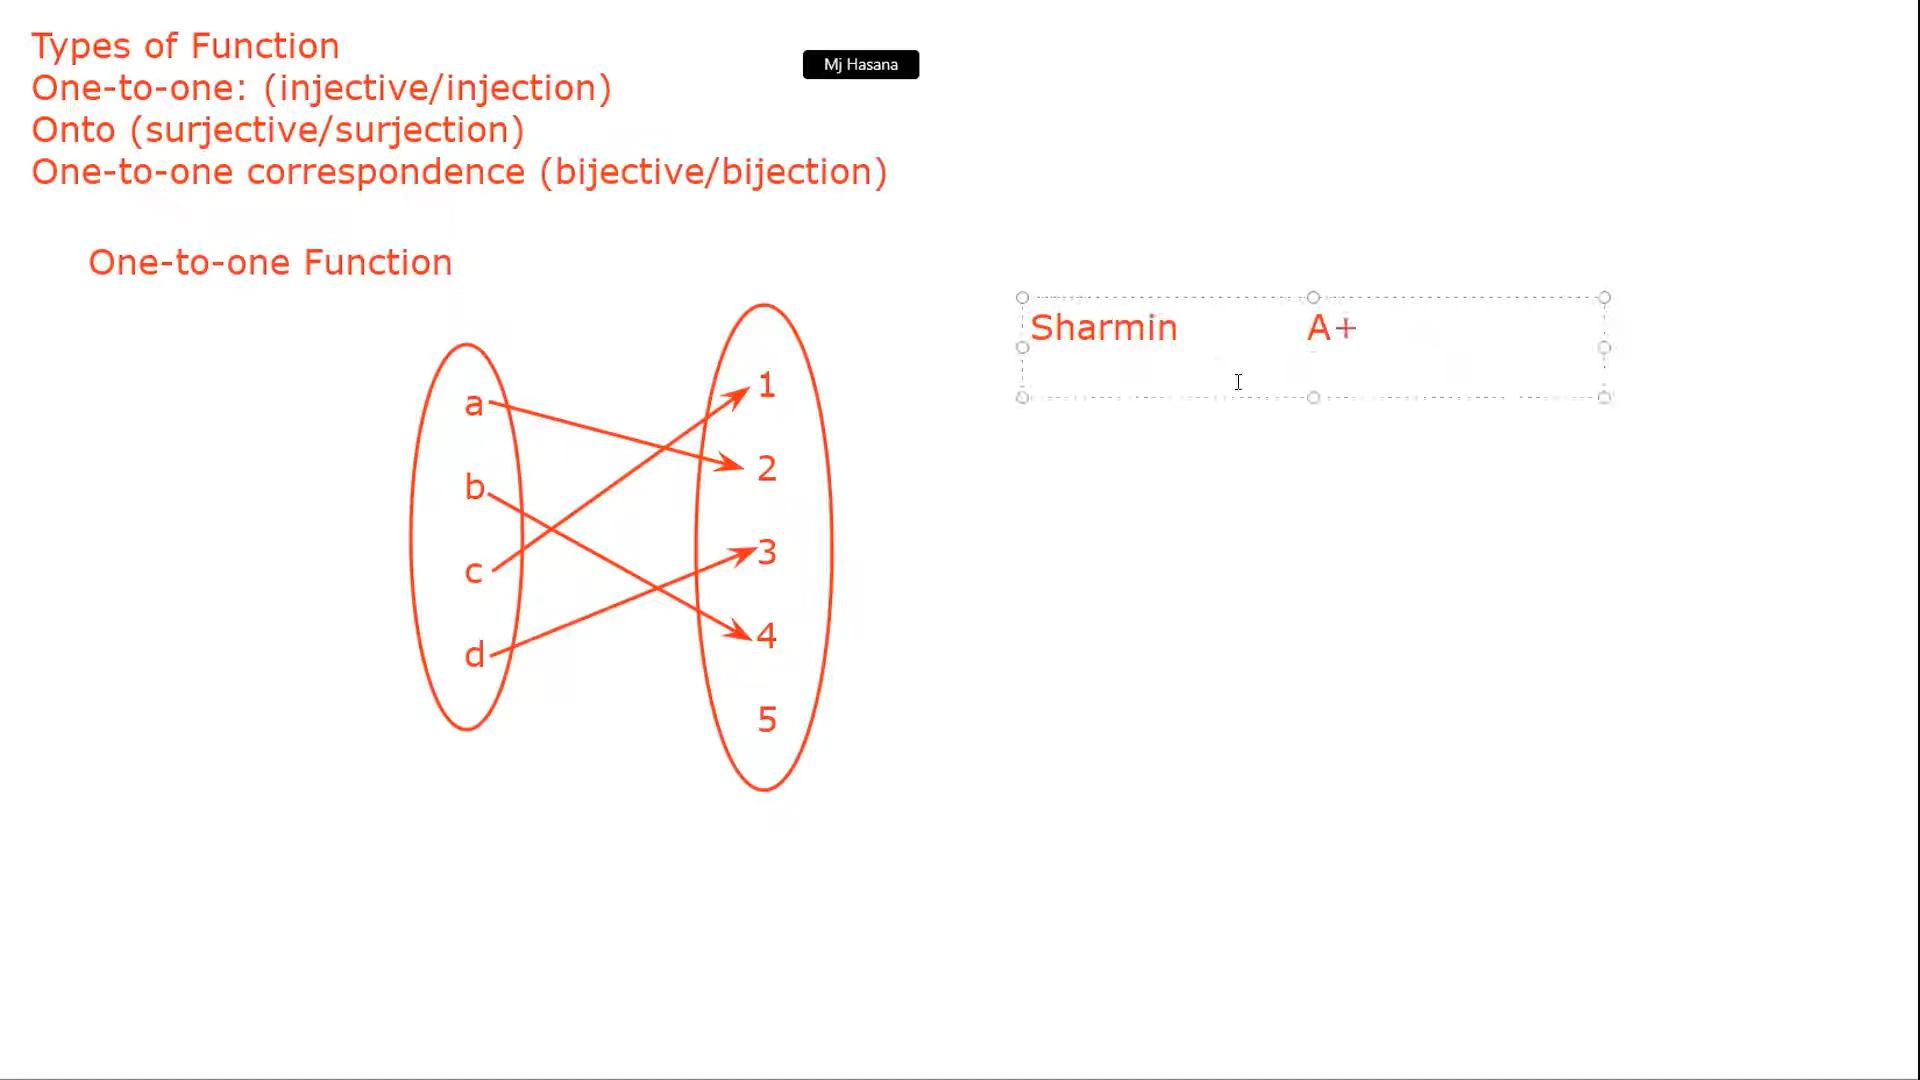 Types of Function
One-to-one: (injective/injection)
Onto (surjective/surjection)
One-to-one correspondence (bijective/bijection)
Mj Hasana
One-to-one Function
a
b
c
d
1
2
3
4
5
Sharmin A+